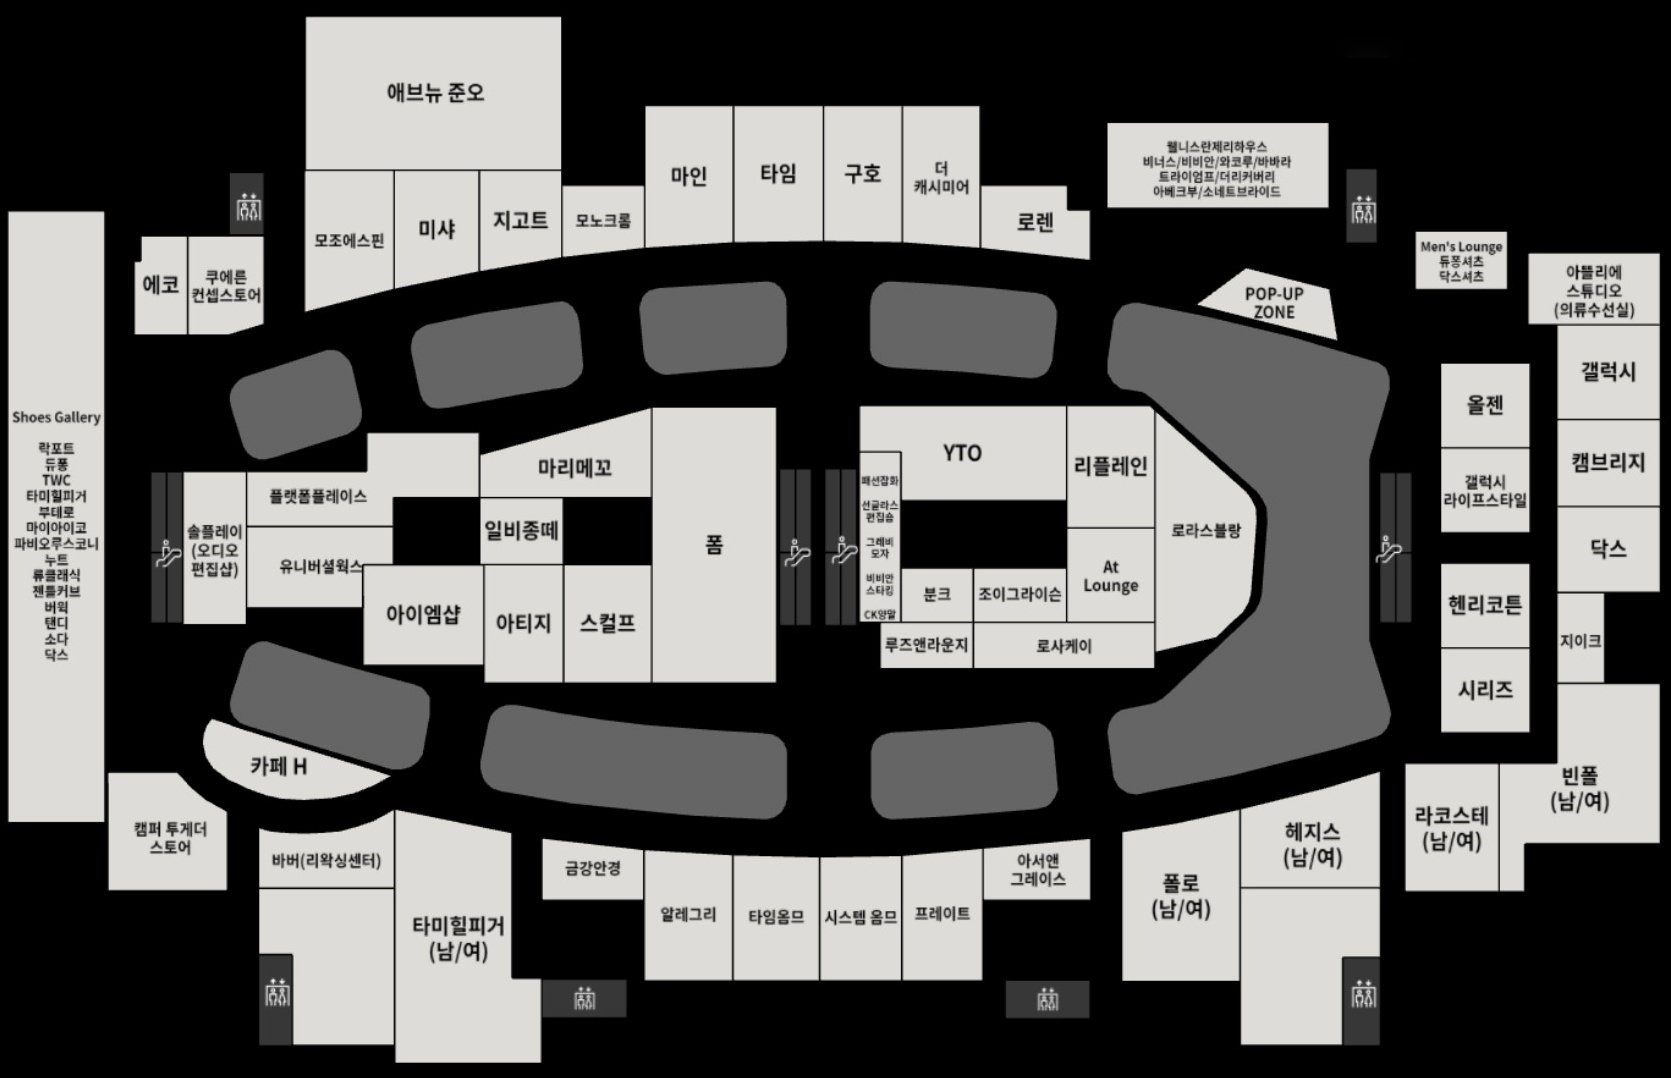 애브뉴 준오
모조에스핀
미샤
지고트
모노크롬
마인
타임
구호
더
캐시미어
로렌
웰니스란제리하우스
비너스/비비안/와코루/바바라
트라이엄프/더리커버리
아베크부/소네트브라이드
에코
쿠에른
컨셉스토어
POP-UP
ZONE
Men's Lounge
듀퐁셔츠
닥스셔츠
아뜰리에
스튜디오
(의류수선실)
갤럭시
캠브리지
닥스
지이크
올젠
갤럭시
라이프스타일
헨리코튼
시리즈
Shoes Gallery
락포트
듀퐁
TWC
타미힐피거
부테로
마이아이코
파비오루스코니
누트
류클래식
젠틀커브
버윅
탠디
소다
닥스
솔플레이
(오디오
편집샵)
플랫폼플레이스
유니버셜웍스
마리메꼬
일비종떼
아이엠샵
아티지
스컬프
폼
YTO
패션잡화
선글라스
편집숍
그레비
모자
비비안
스타킹
CK양말
리플레인
At
Lounge
분크
조이그라이슨
루즈앤라운지
로사케이
로라스블랑
카페 H
캠퍼 투게더
스토어
바버(리왁싱센터)
타미힐피거
(남/여)
금강안경
알레그리
타임옴므
시스템 옴므
프레이트
아서앤
그레이스
폴로
(남/여)
헤지스
(남/여)
라코스테
(남/여)
빈폴
(남/여)